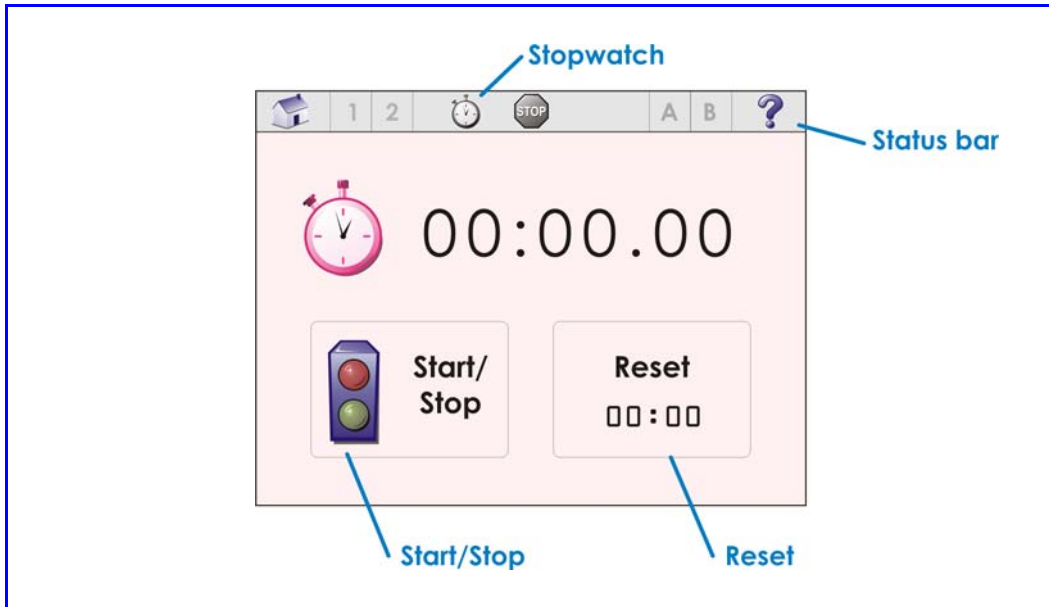 Stopwatch
1 2 STOP A B ?
Status bar
00:00.00
Start/
Stop
Reset
00:00
Start/Stop
Reset